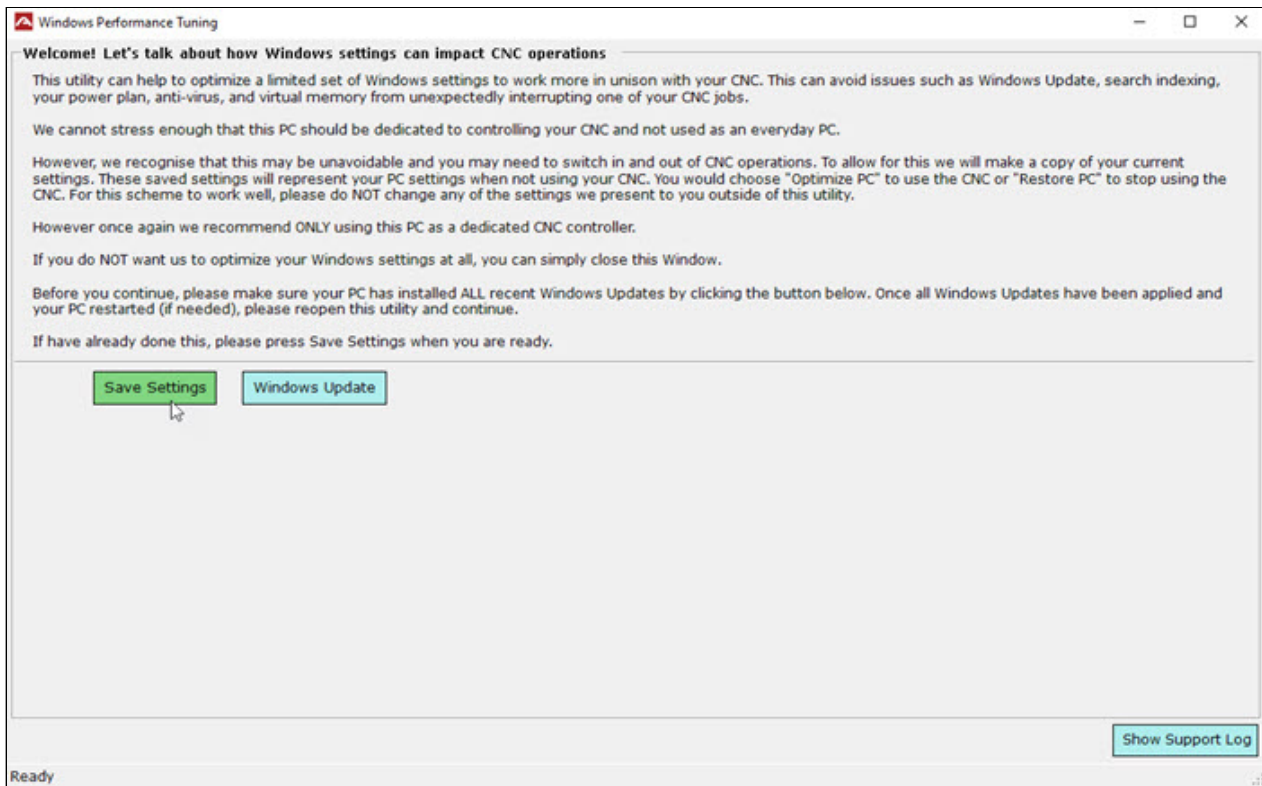 Windows Performance Tuning
Welcome! Let's talk about how Windows settings can impact CNC operations
This utility can help to optimize a limited set of Windows settings to work more in unison with your CNC. This can avoid issues such as Windows Update, search indexing,
your power plan, anti-virus, and virtual memory from unexpectedly interrupting one of your CNC jobs.
We cannot stress enough that this PC should be dedicated to controlling your CNC and not used as an everyday PC.
However, we recognise that this may be unavoidable and you may need to switch in and out of CNC operations. To allow for this we will make a copy of your current
settings. These saved settings will represent your PC settings when not using your CNC. You would choose "Optimize PC" to use the CNC or "Restore PC" to stop using the
CNC. For this scheme to work well, please do NOT change any of the settings we present to you outside of this utility.
However once again we recommend ONLY using this PC as a dedicated CNC controller.
If you do NOT want us to optimize your Windows settings at all, you can simply close this Window.
Before you continue, please make sure your PC has installed ALL recent Windows Updates by clicking the button below. Once all Windows Updates have been applied and
your PC restarted (if needed), please reopen this utility and continue.
If have already done this, please press Save Settings when you are ready.
Save Settings Windows Update
Show Support Log
Ready